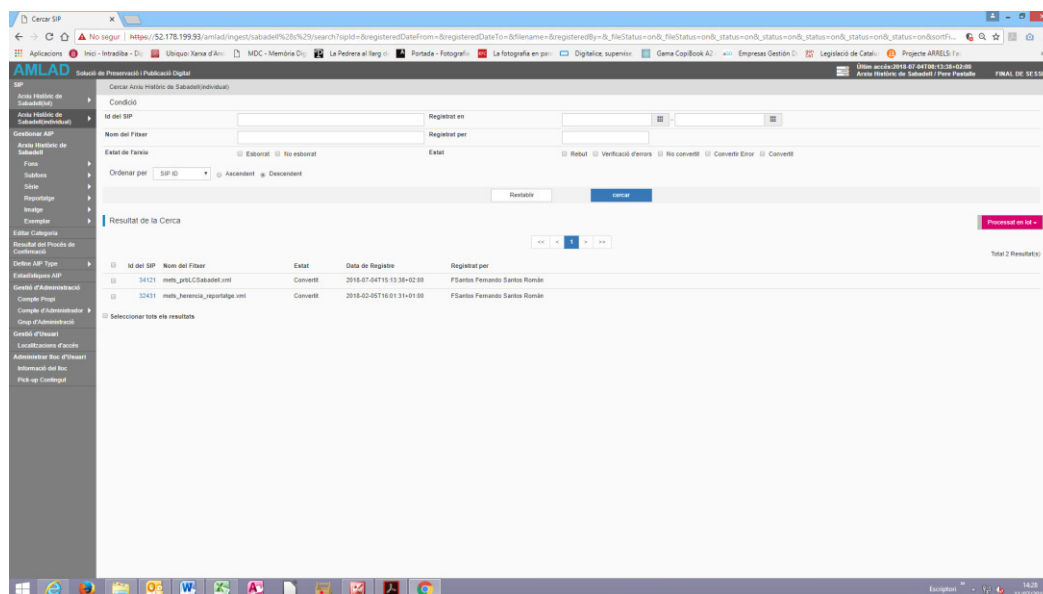 Cercar SIP
No segur | https://52.178.199.93/amlad/ingest/sabadell%28s%29/search?sipId=&registeredDateFrom=&registeredDateTo=&filename=&registeredBy=&_fileStatus=on&_fileStatus=on&_status=on&_status=on&_status=on&_status=on&_status=on&sortFi...
Aplicacions Inici - Intradiba - Di Ubiquo: Xarxa d'Arx MDC - Memòria Dig La Pedrera al llarg d Portada - Fotografia La fotografia en pap Digitalice, supervise, Gama CopiBook A2 Empresas Gestión D Legislació de Catalu Projecte ARRELS: Fa
AMLAD Solució de Preservació i Publicació Digital
Últim accés:2018-07-04T08:13:38+02:00
Arxiu Històric de Sabadell / Pere Pastallé
FINAL DE SESSI
SIP
Arxiu Històric de Sabadell(lot)
Arxiu Històric de Sabadell(individual)
Gestionar AIP
Arxiu Històric de Sabadell
Fons
Subfons
Sèrie
Reportatge
Imatge
Exemplar
Editar Categoria
Resultat del Procés de Confirmació
Define AIP Type
Estadístiques AIP
Gestió d'Administració
Compte Propi
Compte d'Administrador
Grup d'Administració
Gestió d'Usuari
Localitzacions d'accés
Administrar lloc d'Usuari
Informació del lloc
Pick-up Contingut
Cercar Arxiu Històric de Sabadell(individual)
Condició
Id del SIP
Registrat en
-
Nom del Fitxer
Registrat per
Estat de l'arxiu
Esborrat No esborrat
Estat
Rebut Verificació d'errors No convertit Convertir Error Convertit
Ordenar per SIP ID Ascendent Descendent
Restablir cercar
Resultat de la Cerca
Processat en lot
<< < 1 > >>
Total 2 Resultat(s)
Id del SIP Nom del Fitxer Estat Data de Registre Registrat per
34121 mets_prbLCSabadell.xml Convertit 2018-07-04T15:13:38+02:00 FSantos Fernando Santos Román
32431 mets_herencia_reportatge.xml Convertit 2018-02-05T16:01:31+01:00 FSantos Fernando Santos Román
Seleccionar tots els resultats
Escriptori
14:28